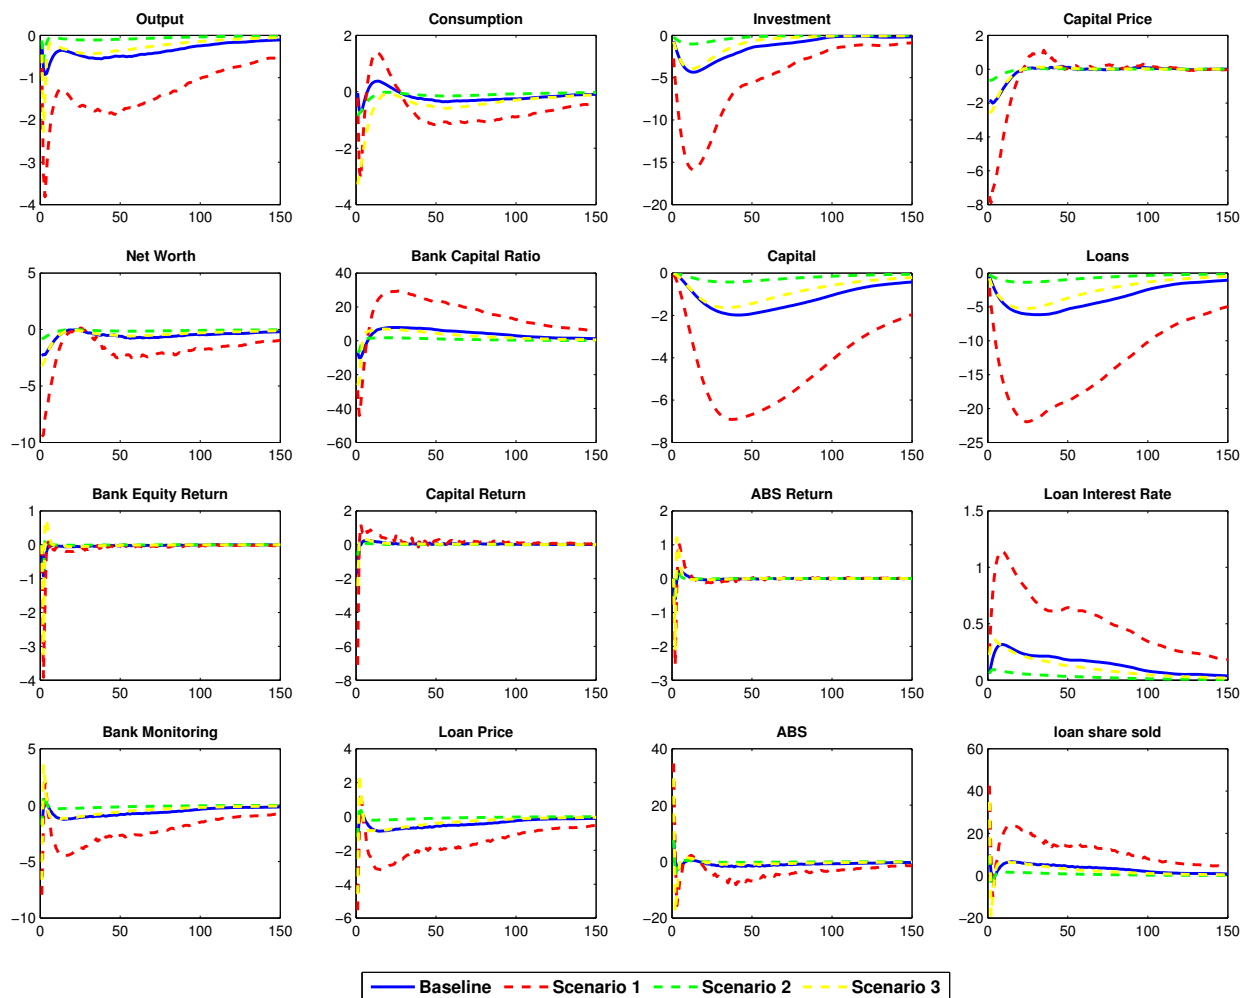 Output Consumption Investment Capital Price
0 2 0 2
−1 0 −5 0
−2 −2 −10 −2
−3 −4 −15 −4
−4 −20 −6
−8
0 50 100 150 0 50 100 150 0 50 100 150 0 50 100 150
Net Worth Bank Capital Ratio Capital Loans
5 40 0 0
0 20 −2 −5
−5 0 −4 −10
−10 −20 −6 −15
−40 −8 −20
−60 −25
0 50 100 150 0 50 100 150 0 50 100 150 0 50 100 150
Bank Equity Return Capital Return ABS Return Loan Interest Rate
1 2 2 1.5
0 0 1 1
−1 −2 0 0.5
−2 −4 −1 0
−3 −6 −2
−4 −8 −3
0 50 100 150 0 50 100 150 0 50 100 150 0 50 100 150
Bank Monitoring Loan Price ABS loan share sold
5 4 40 60
0 2 20 40
−5 0 0 20
−10 −2 −20 0
−4 −20
−6
0 50 100 150 0 50 100 150 0 50 100 150 0 50 100 150
Baseline Scenario 1 Scenario 2 Scenario 3